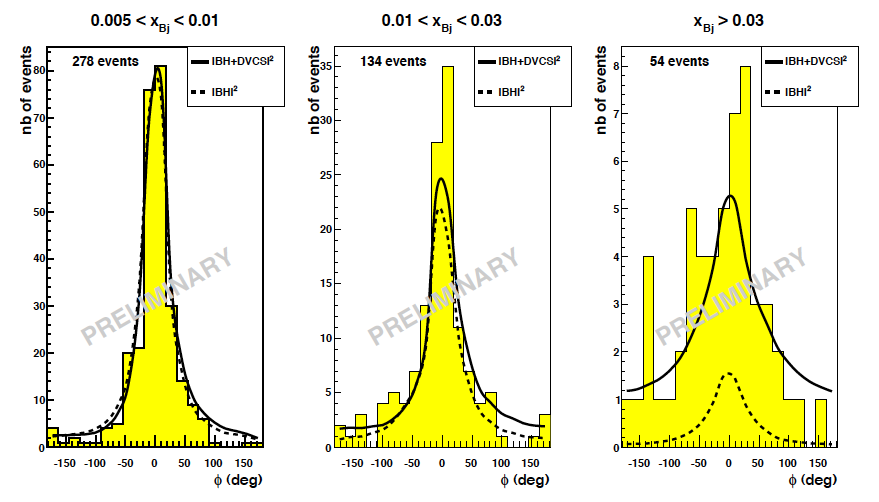 0.005 < xBj < 0.01
nb of events
278 events
IBH+DVCSI²
IBHI²
80
70
60
50
40
30
20
10
0
PRELIMINARY
-150 -100 -50 0 50 100 150
ϕ (deg)
0.01 < xBj < 0.03
nb of events
134 events
IBH+DVCSI²
IBHI²
35
30
25
20
15
10
5
0
PRELIMINARY
-150 -100 -50 0 50 100 150
ϕ (deg)
xBj > 0.03
nb of events
54 events
IBH+DVCSI²
IBHI²
8
7
6
5
4
3
2
1
0
PRELIMINARY
-150 -100 -50 0 50 100 150
ϕ (deg)